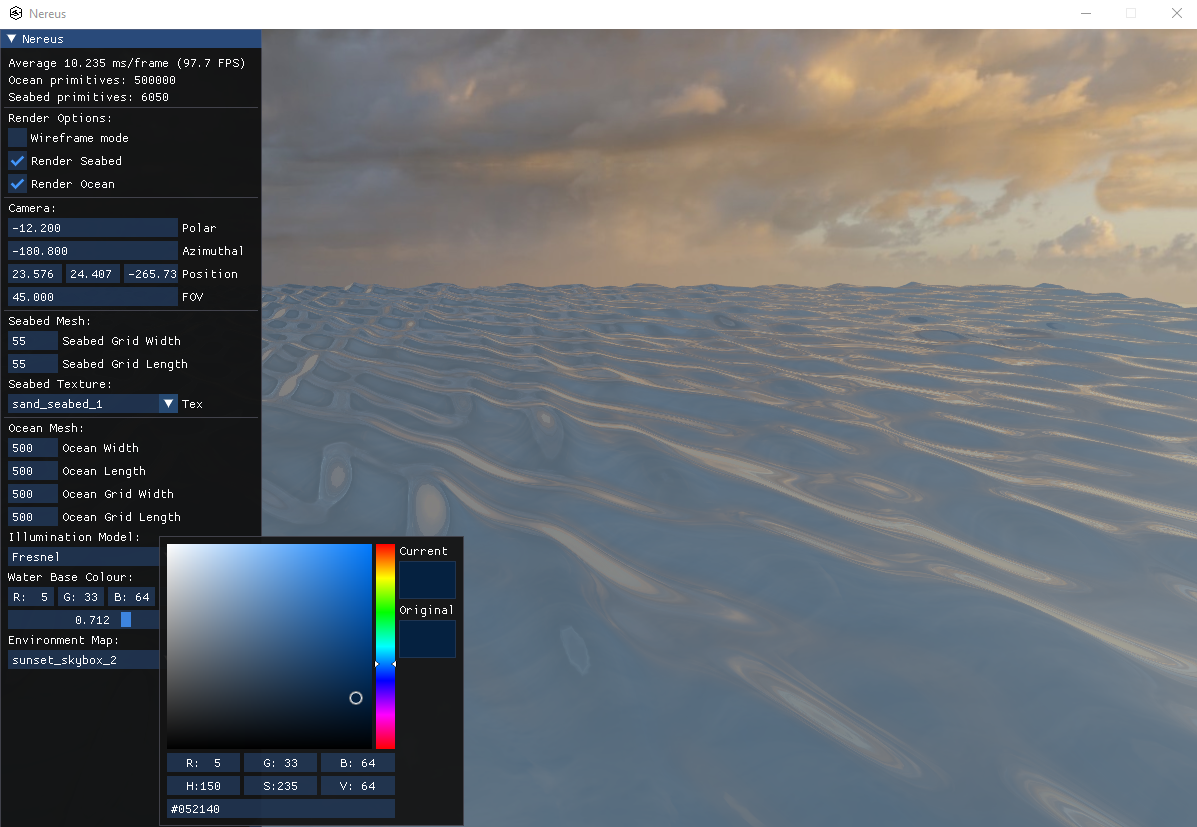 Nereus
Nereus
Average 10.235 ms/frame (97.7 FPS)
Ocean primitives: 500000
Seabed primitives: 6050
Render Options:
Wireframe mode
Render Seabed
Render Ocean
Camera:
-12.200 Polar
-180.800 Azimuthal
23.576 24.407 -265.73 Position
45.000 FOV
Seabed Mesh:
55 Seabed Grid Width
55 Seabed Grid Length
Seabed Texture:
sand_seabed_1 Tex
Ocean Mesh:
500 Ocean Width
500 Ocean Length
500 Ocean Grid Width
500 Ocean Grid Length
Illumination Model:
Fresnel
Water Base Colour:
R: 5 G: 33 B: 64
0.712
Environment Map:
sunset_skybox_2
Current
Original
R: 5 G: 33 B: 64
H:150 S:235 V: 64
#052140